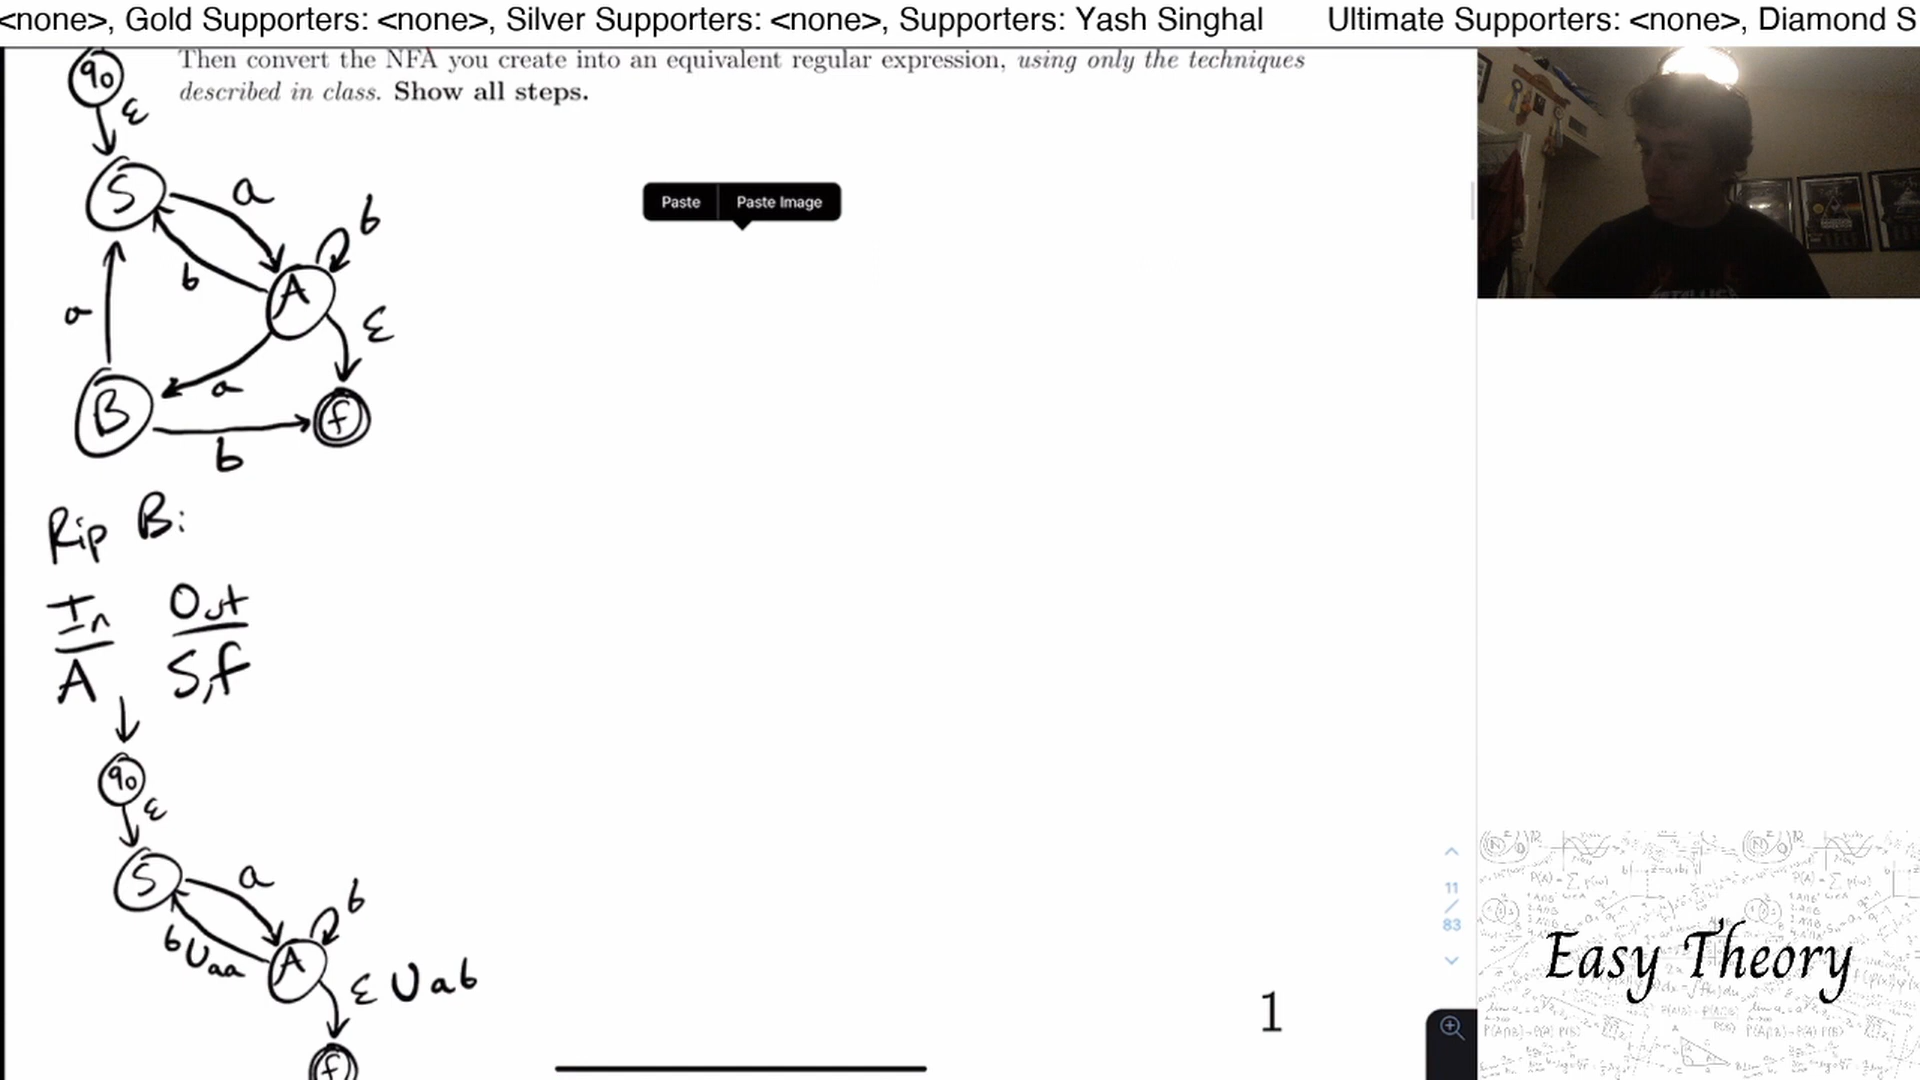 <none>, Gold Supporters: <none>, Silver Supporters: <none>, Supporters: Yash Singhal Ultimate Supporters: <none>, Diamond S
Then convert the NFA you create into an equivalent regular expression, using only the techniques
described in class. Show all steps.
q0
ε
S
a
b
b
A
ε
a
a
B
b
f
Paste Paste Image
Rip B:
In Out
A S,f
q0
ε
S
a
b
b∪aa
A
ε ∪ ab
f
11
/
83
1
Easy Theory